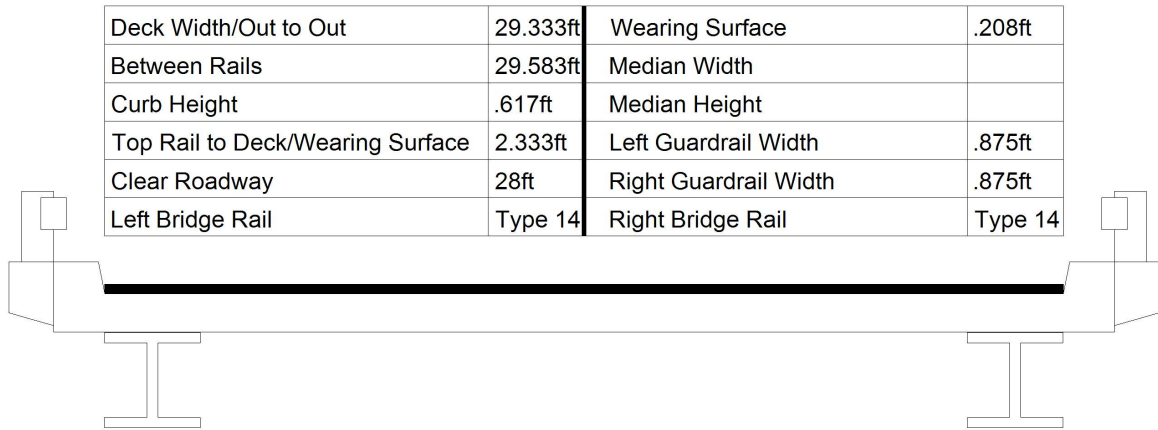 Deck Width/Out to Out 29.333ft Wearing Surface .208ft
Between Rails 29.583ft Median Width
Curb Height .617ft Median Height
Top Rail to Deck/Wearing Surface 2.333ft Left Guardrail Width .875ft
Clear Roadway 28ft Right Guardrail Width .875ft
Left Bridge Rail Type 14 Right Bridge Rail Type 14